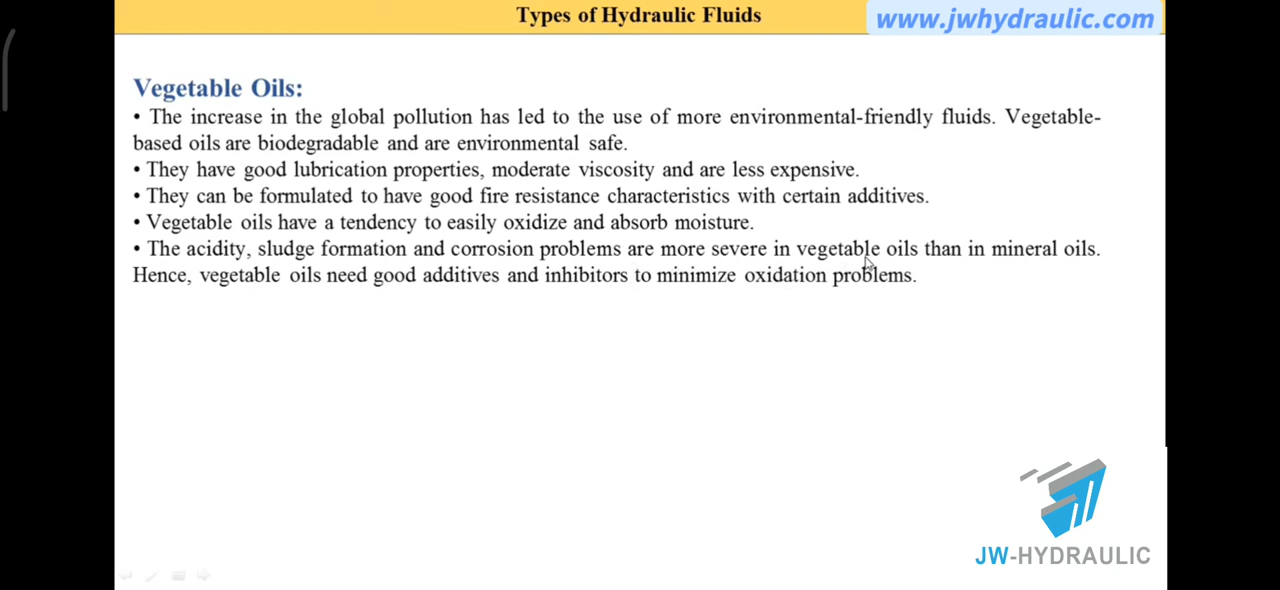 Types of Hydraulic Fluids
www.jwhydraulic.com
Vegetable Oils:
• The increase in the global pollution has led to the use of more environmental-friendly fluids. Vegetable-
based oils are biodegradable and are environmental safe.
• They have good lubrication properties, moderate viscosity and are less expensive.
• They can be formulated to have good fire resistance characteristics with certain additives.
• Vegetable oils have a tendency to easily oxidize and absorb moisture.
• The acidity, sludge formation and corrosion problems are more severe in vegetable oils than in mineral oils.
Hence, vegetable oils need good additives and inhibitors to minimize oxidation problems.
JW-HYDRAULIC